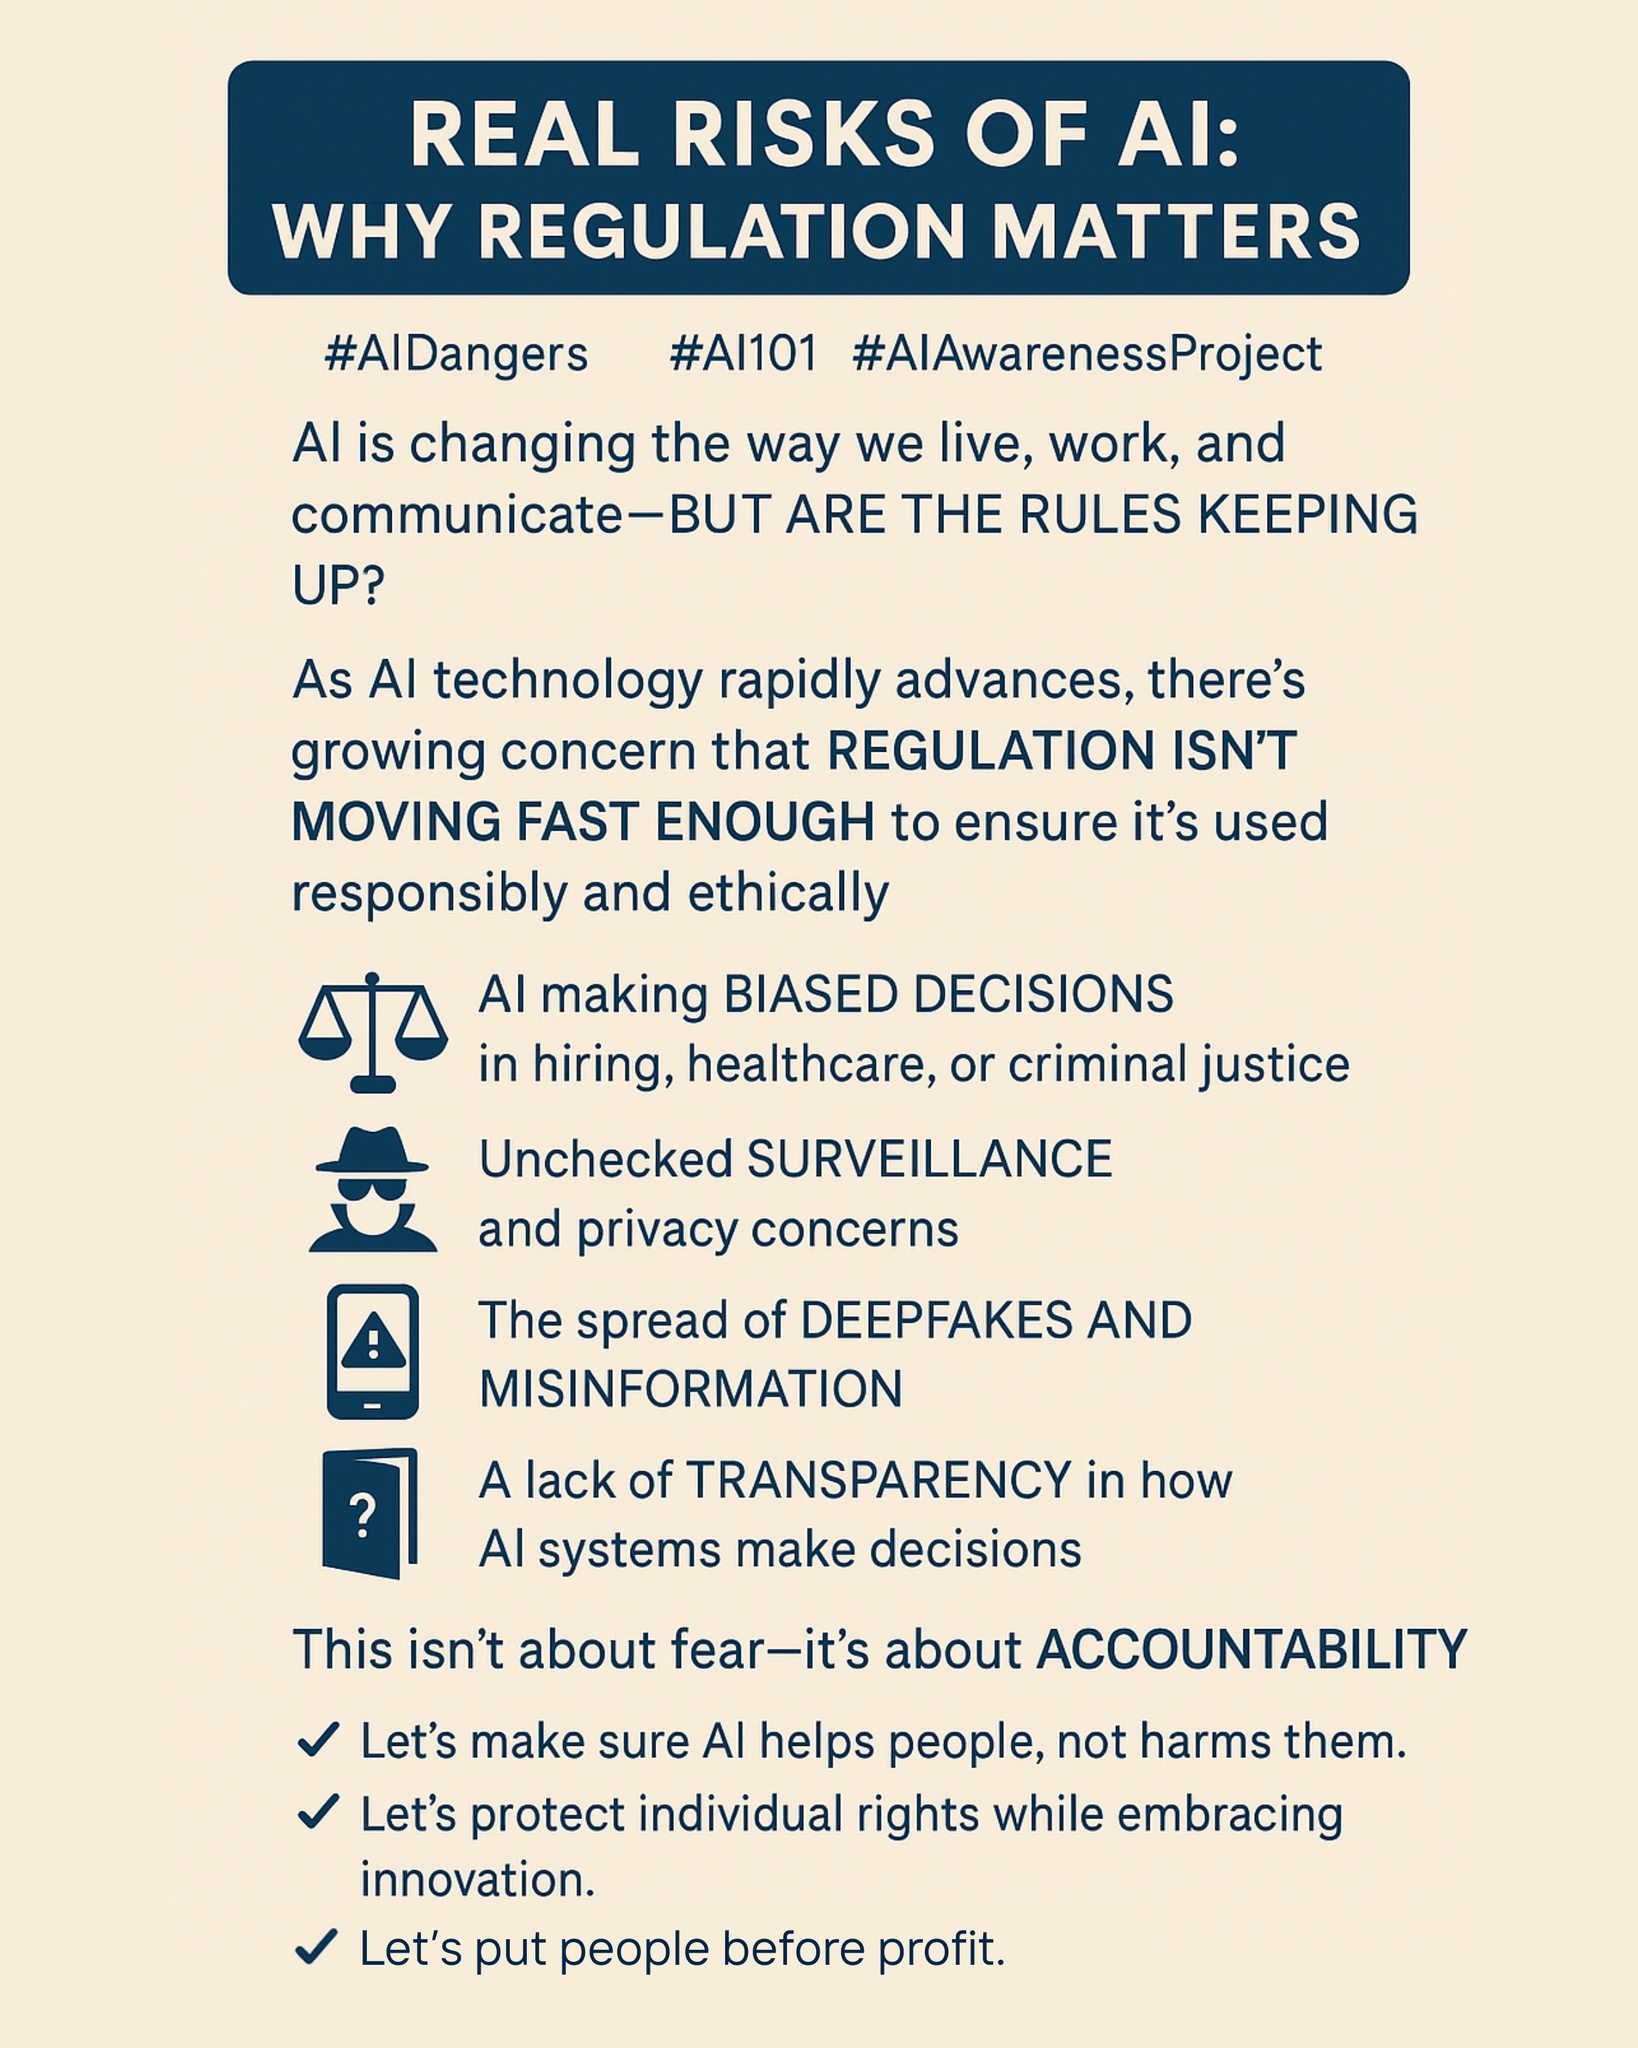 REAL RISKS OF AI:
WHY REGULATION MATTERS
#AIDangers #AI101 #AIAwarenessProject
AI is changing the way we live, work, and
communicate—BUT ARE THE RULES KEEPING
UP?
As AI technology rapidly advances, there’s
growing concern that REGULATION ISN’T
MOVING FAST ENOUGH to ensure it’s used
responsibly and ethically
AI making BIASED DECISIONS
in hiring, healthcare, or criminal justice
Unchecked SURVEILLANCE
and privacy concerns
The spread of DEEPFAKES AND
MISINFORMATION
?
A lack of TRANSPARENCY in how
AI systems make decisions
This isn’t about fear—it’s about ACCOUNTABILITY
✓ Let’s make sure AI helps people, not harms them.
✓ Let’s protect individual rights while embracing
innovation.
✓ Let’s put people before profit.